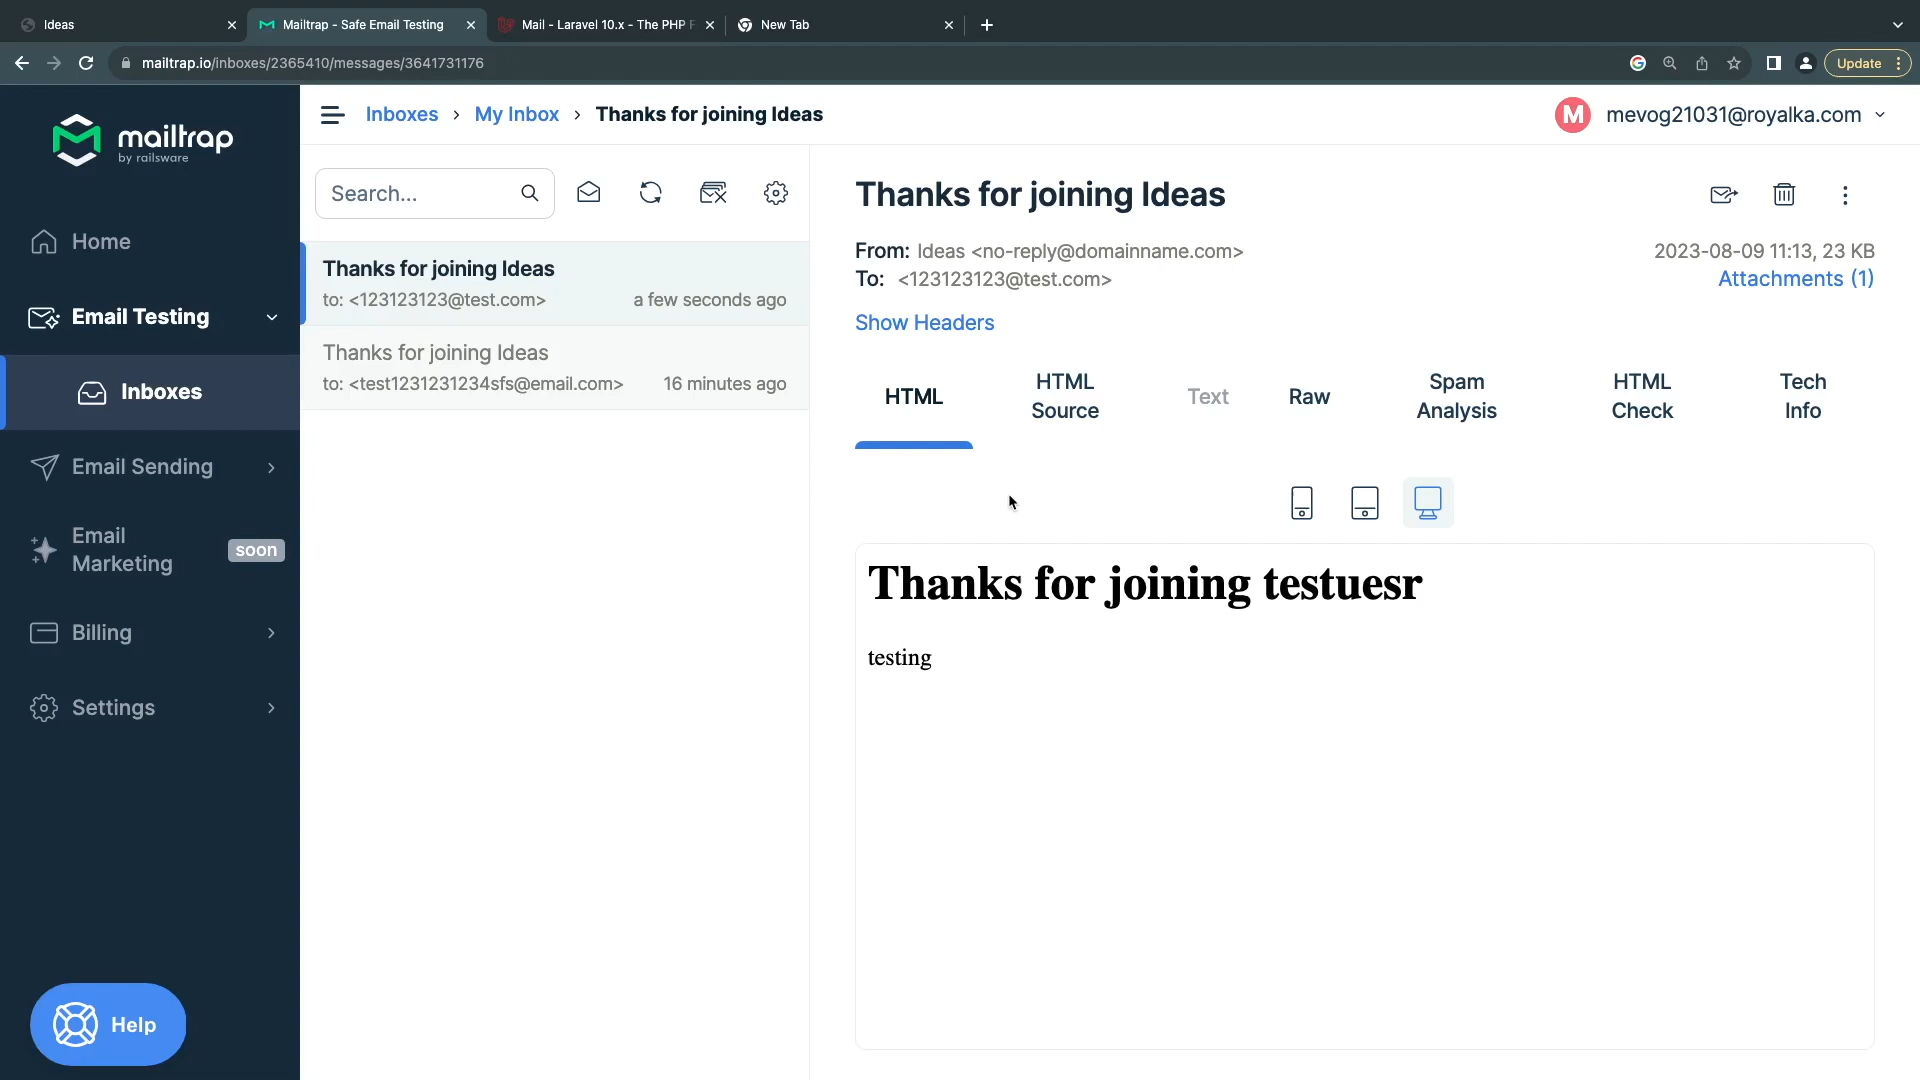 Ideas
Mailtrap - Safe Email Testing
Mail - Laravel 10.x - The PHP F
New Tab
mailtrap.io/inboxes/2365410/messages/3641731176
Update
mailtrap
by railsware
Home
Email Testing
Inboxes
Email Sending
Email
Marketing
soon
Billing
Settings
Help
Inboxes › My Inbox › Thanks for joining Ideas
M mevog21031@royalka.com
Search...
Thanks for joining Ideas
to: <123123123@test.com> a few seconds ago
Thanks for joining Ideas
to: <test1231231234sfs@email.com> 16 minutes ago
Thanks for joining Ideas
From: Ideas <no-reply@domainname.com>
2023-08-09 11:13, 23 KB
To: <123123123@test.com>
Attachments (1)
Show Headers
HTML
HTML
Source
Text
Raw
Spam
Analysis
HTML
Check
Tech
Info
Thanks for joining testuesr
testing